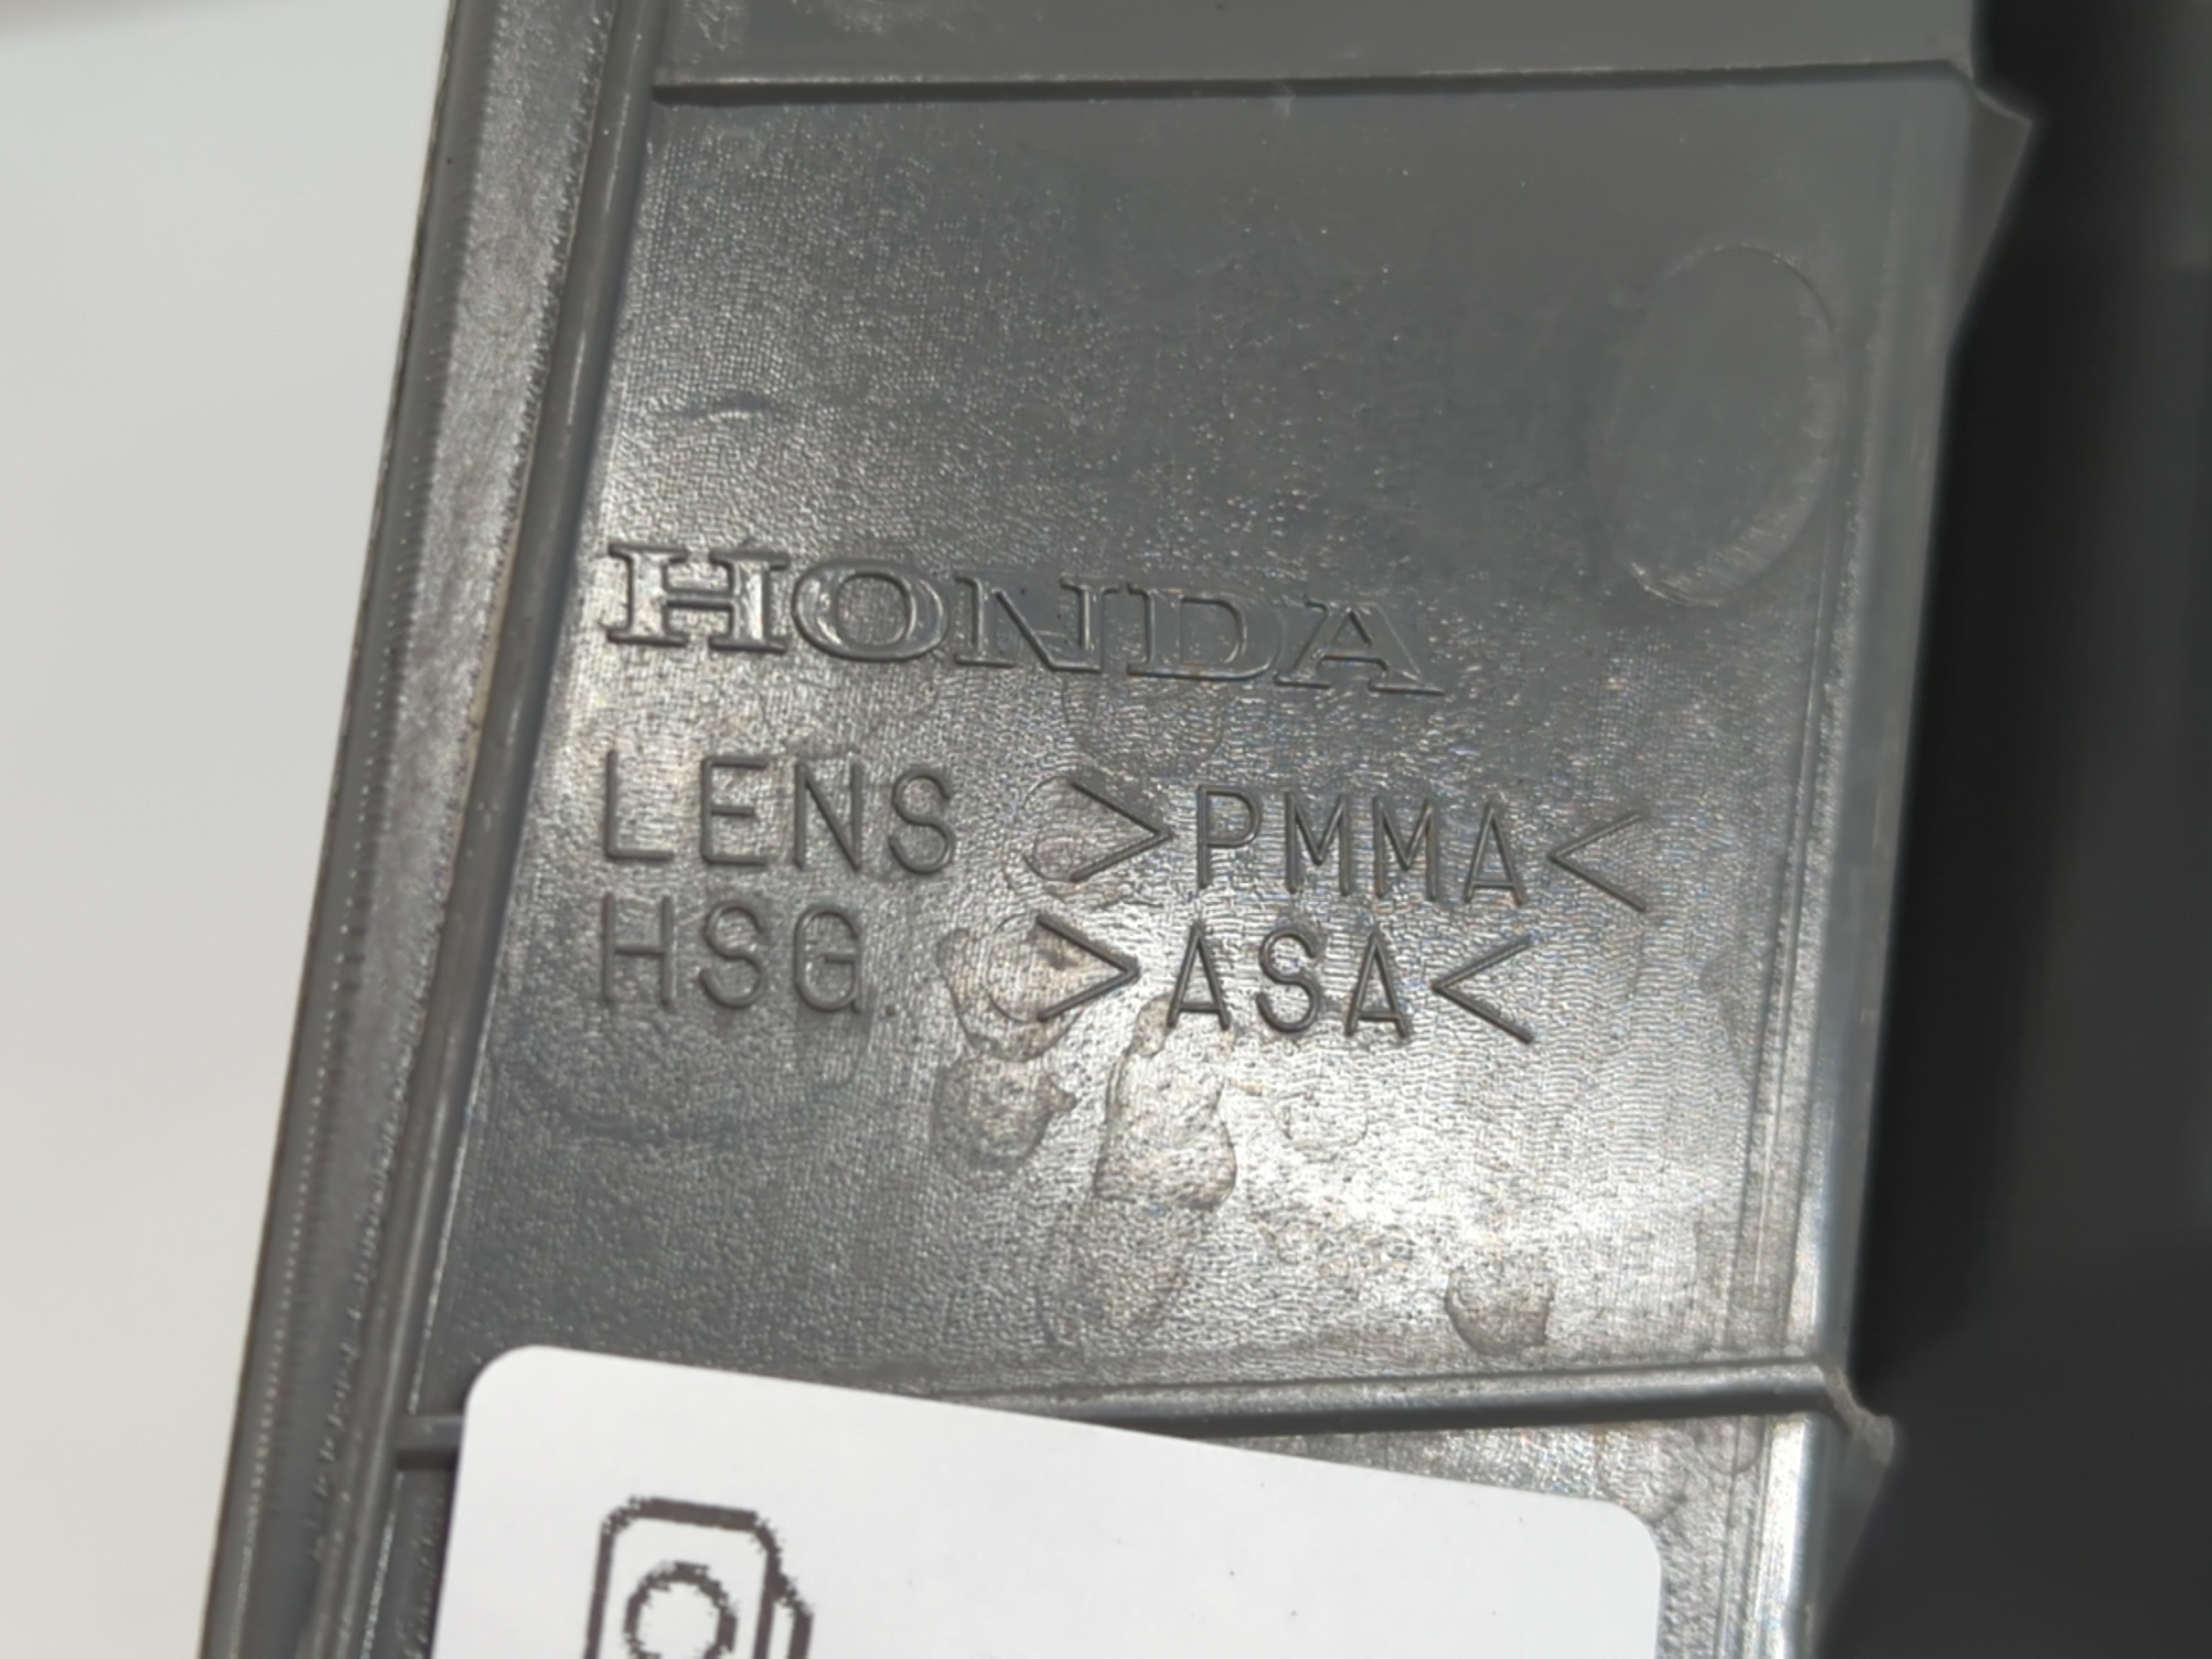 HONDA
LENS >PMMA<
HSG. >ASA<